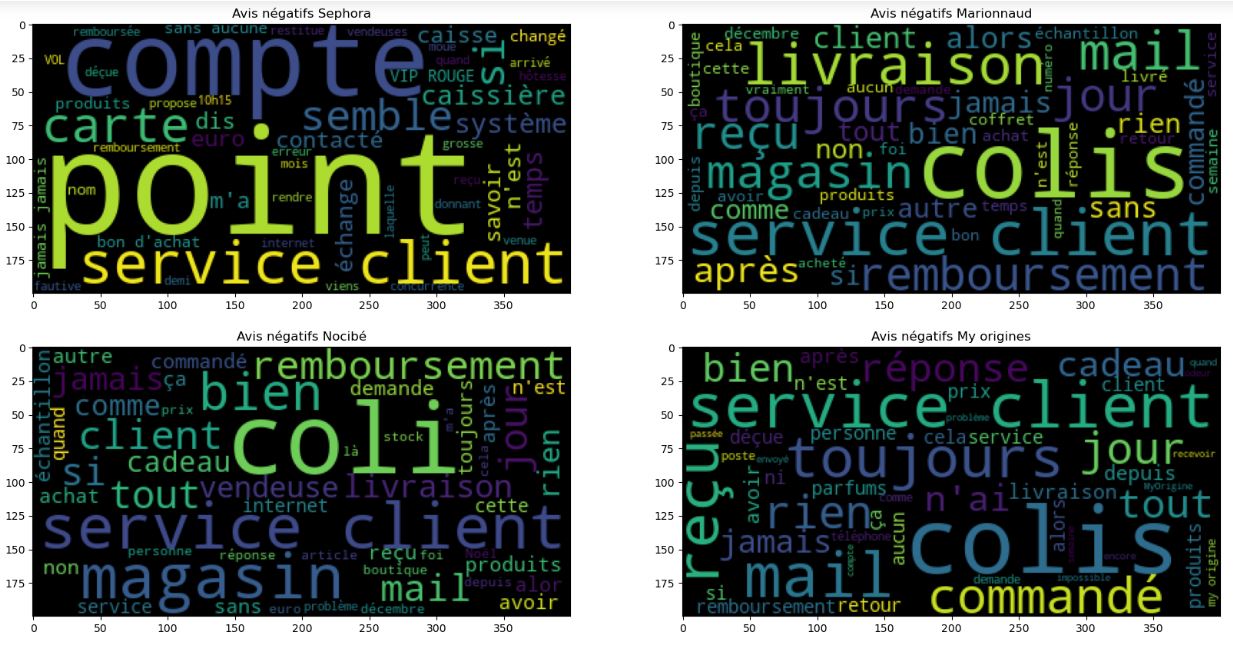 Avis négatifs Sephora
remboursée sans aucune restitue vendeuses caisse changé
compte
VOL déçue moue quand si arrivé
VIP ROUGE hôtesse
caissière
produits propose 10h15 semble
carte dis euro contacté système
remboursement erreur mois grosse
point
jamais jamais nom m'a rendre échange laquelle reçu donnant savoir n'est temps
bon d'achat internet peut venue
service client
fautive demi viens concurrence
0 25 50 75 100 125 150 175
0 50 100 150 200 250 300 350
Avis négatifs Marionnaud
décembre client alors échantillon
boutique cela livraison numéro mail service
cette vraiment aucun demande livré
ça toujours jamais jour
coffret commandé
reçu tout bien achat rien
non foi n'est réponse retour
magasin colis semaine
depuis avoir produits
comme cadeau prix autre temps quand sans
service client
bon
après acheté si remboursement
0 25 50 75 100 125 150 175
0 50 100 150 200 250 300 350
Avis négatifs Nocibé
échantillon autre commandé remboursement
jamais ça bien demande n'est
comme prix toujours après m'a jour
quand client coli stock
si cadeau là cela rien
achat tout vendeuse livraison
internet cette
service client
personne réponse article reçu foi Noel produits
non magasin boutique mail depuis alor
service sans euro problème décembre avoir
0 25 50 75 100 125 150 175
0 50 100 150 200 250 300 350
Avis négatifs My origines
bien après réponse cadeau quand
n'est prix client
service client
problème
passée déçue personne cela service jour
reçu poste envoyé toujours recevoir
avoir ni depuis
parfums comme n'ai livraison MyOrigine tout
rien ça
jamais téléphone aucun colis alors semaine encore produits my origine
mail compte demande impossible
si commandé
remboursement retour
0 25 50 75 100 125 150 175
0 50 100 150 200 250 300 350